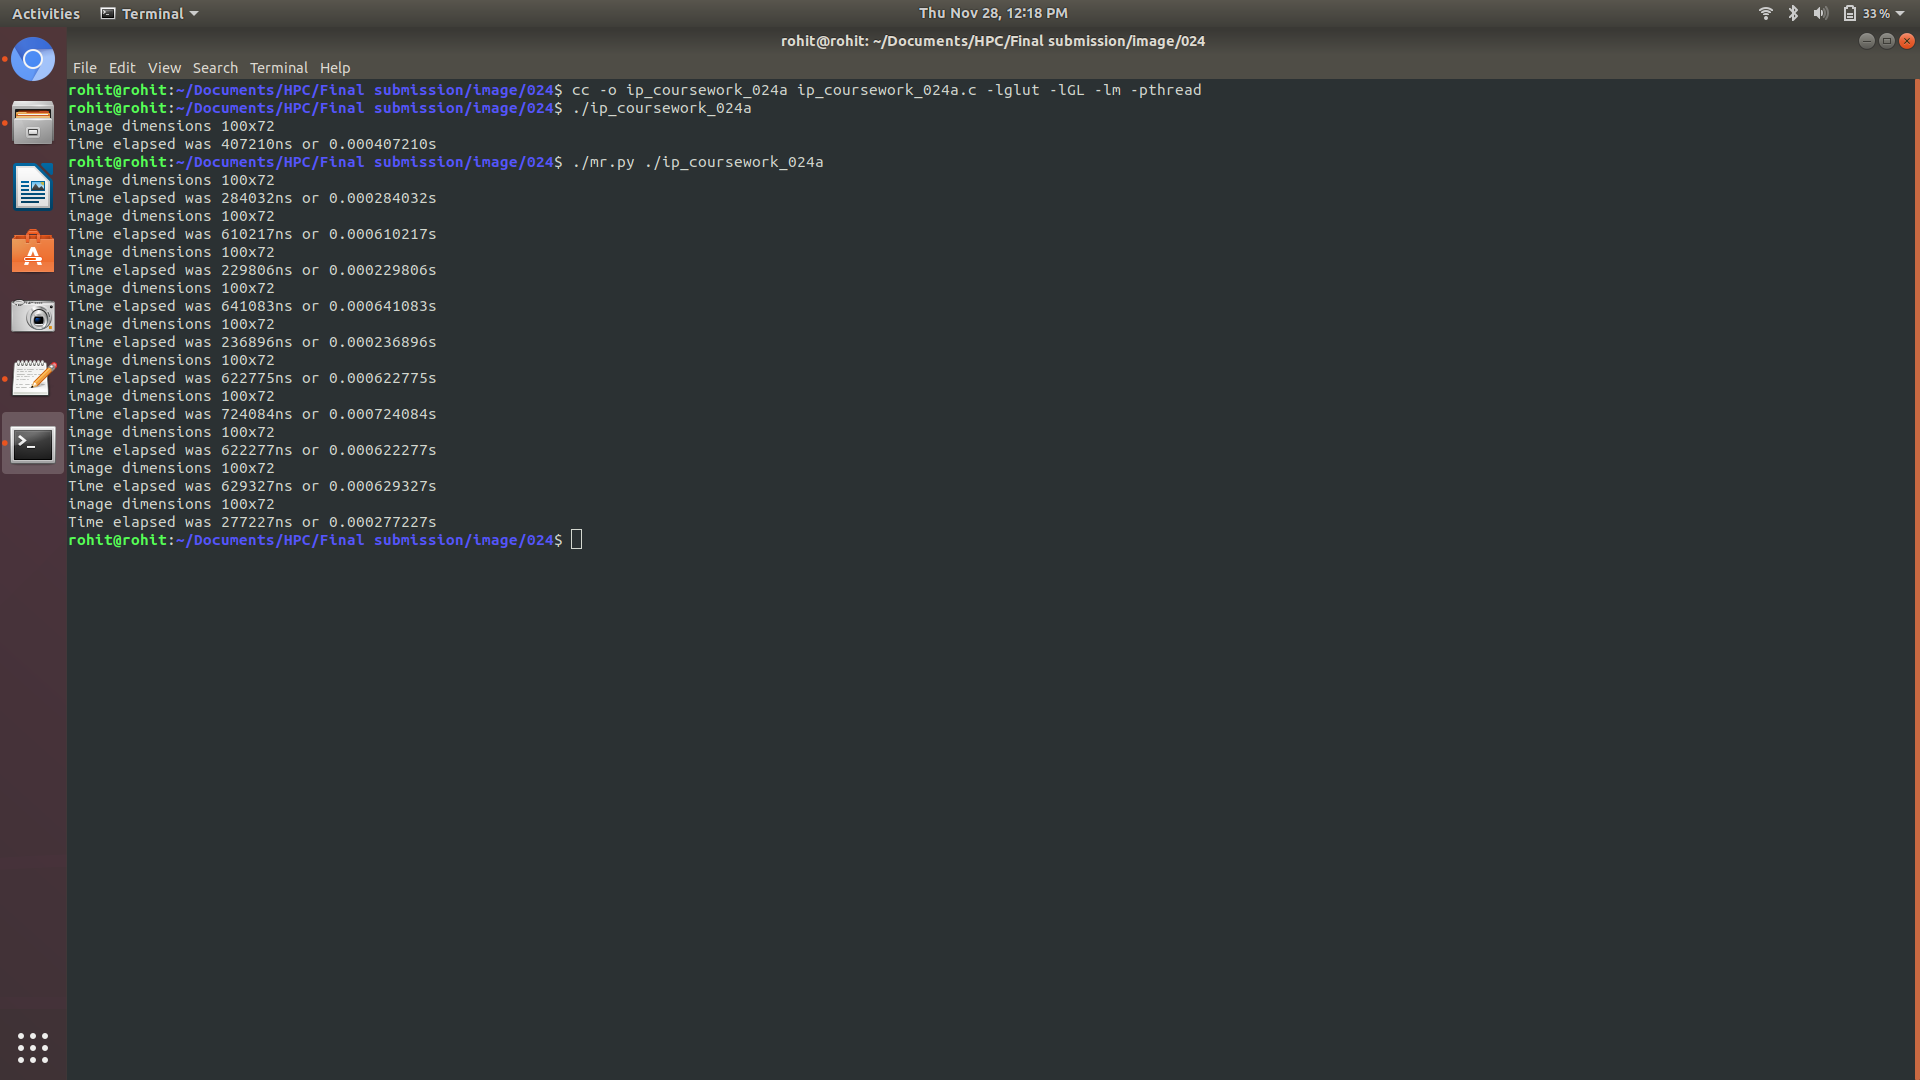 Activities Terminal Thu Nov 28, 12:18 PM 33 %
rohit@rohit: ~/Documents/HPC/Final submission/image/024
File Edit View Search Terminal Help
rohit@rohit:~/Documents/HPC/Final submission/image/024$ cc -o ip_coursework_024a ip_coursework_024a.c -lglut -lGL -lm -pthread
rohit@rohit:~/Documents/HPC/Final submission/image/024$ ./ip_coursework_024a
image dimensions 100x72
Time elapsed was 407210ns or 0.000407210s
rohit@rohit:~/Documents/HPC/Final submission/image/024$ ./mr.py ./ip_coursework_024a
image dimensions 100x72
Time elapsed was 284032ns or 0.000284032s
image dimensions 100x72
Time elapsed was 610217ns or 0.000610217s
image dimensions 100x72
Time elapsed was 229806ns or 0.000229806s
image dimensions 100x72
Time elapsed was 641083ns or 0.000641083s
image dimensions 100x72
Time elapsed was 236896ns or 0.000236896s
image dimensions 100x72
Time elapsed was 622775ns or 0.000622775s
image dimensions 100x72
Time elapsed was 724084ns or 0.000724084s
image dimensions 100x72
Time elapsed was 622277ns or 0.000622277s
image dimensions 100x72
Time elapsed was 629327ns or 0.000629327s
image dimensions 100x72
Time elapsed was 277227ns or 0.000277227s
rohit@rohit:~/Documents/HPC/Final submission/image/024$